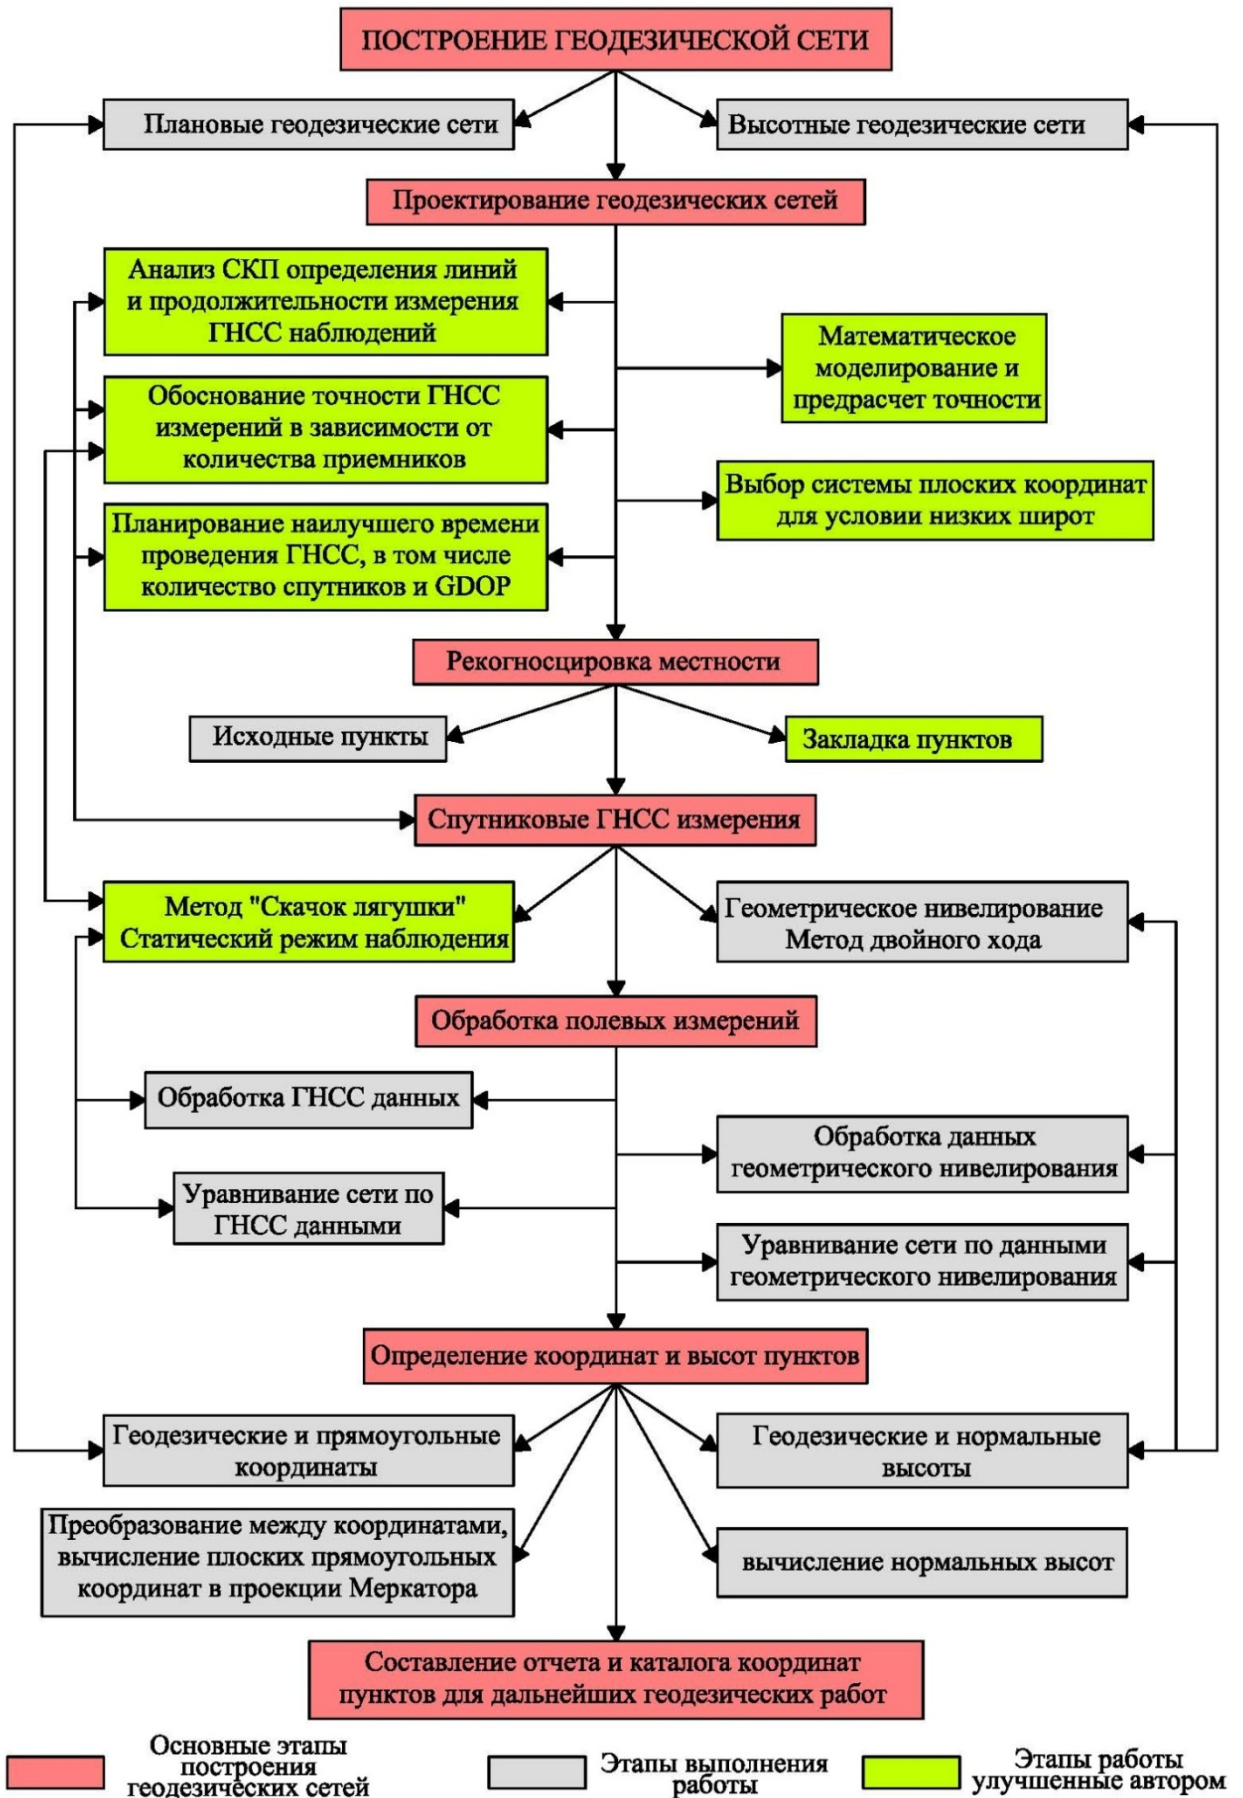 ПОСТРОЕНИЕ ГЕОДЕЗИЧЕСКОЙ СЕТИ
Плановые геодезические сети
Высотные геодезические сети
Проектирование геодезических сетей
Анализ СКП определения линий
и продолжительности измерения
ГНСС наблюдений
Математическое
моделирование и
предрасчет точности
Обоснование точности ГНСС
измерений в зависимости от
количества приемников
Выбор системы плоских координат
для условии низких широт
Планирование наилучшего времени
проведения ГНСС, в том числе
количество спутников и GDOP
Рекогносцировка местности
Исходные пункты
Закладка пунктов
Спутниковые ГНСС измерения
Метод "Скачок лягушки"
Статический режим наблюдения
Геометрическое нивелирование
Метод двойного хода
Обработка полевых измерений
Обработка ГНСС данных
Обработка данных
геометрического нивелирования
Уравнивание сети по
ГНСС данными
Уравнивание сети по данными
геометрического нивелирования
Определение координат и высот пунктов
Геодезические и прямоугольные
координаты
Геодезические и нормальные
высоты
Преобразование между координатами,
вычисление плоских прямоугольных
координат в проекции Меркатора
вычисление нормальных высот
Составление отчета и каталога координат
пунктов для дальнейших геодезических работ
Основные этапы
построения
геодезических сетей
Этапы выполнения
работы
Этапы работы
улучшенные автором